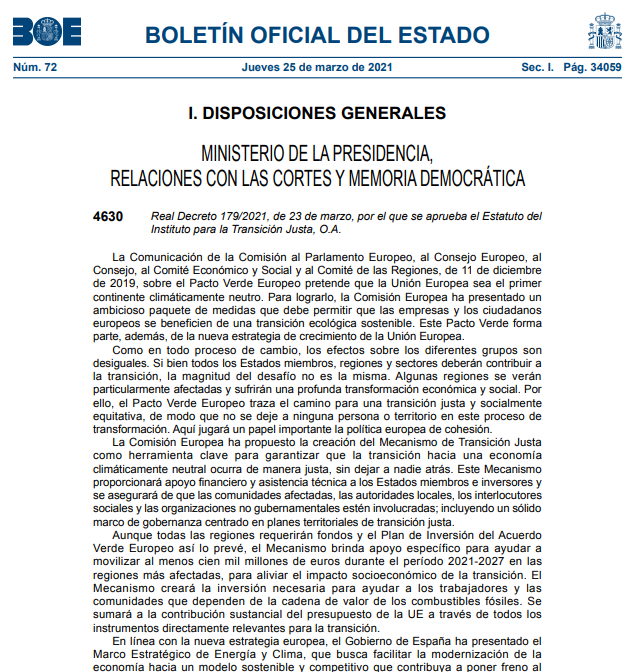 BOE
BOLETÍN OFICIAL DEL ESTADO
Núm. 72 Jueves 25 de marzo de 2021 Sec. I. Pág. 34059
I. DISPOSICIONES GENERALES
MINISTERIO DE LA PRESIDENCIA,
RELACIONES CON LAS CORTES Y MEMORIA DEMOCRÁTICA
4630 Real Decreto 179/2021, de 23 de marzo, por el que se aprueba el Estatuto del
Instituto para la Transición Justa, O.A.
La Comunicación de la Comisión al Parlamento Europeo, al Consejo Europeo, al
Consejo, al Comité Económico y Social y al Comité de las Regiones, de 11 de diciembre
de 2019, sobre el Pacto Verde Europeo pretende que la Unión Europea sea el primer
continente climáticamente neutro. Para lograrlo, la Comisión Europea ha presentado un
ambicioso paquete de medidas que debe permitir que las empresas y los ciudadanos
europeos se beneficien de una transición ecológica sostenible. Este Pacto Verde forma
parte, además, de la nueva estrategia de crecimiento de la Unión Europea.
Como en todo proceso de cambio, los efectos sobre los diferentes grupos son
desiguales. Si bien todos los Estados miembros, regiones y sectores deberán contribuir a
la transición, la magnitud del desafío no es la misma. Algunas regiones se verán
particularmente afectadas y sufrirán una profunda transformación económica y social. Por
ello, el Pacto Verde Europeo traza el camino para una transición justa y socialmente
equitativa, de modo que no se deje a ninguna persona o territorio en este proceso de
transformación. Aquí jugará un papel importante la política europea de cohesión.
La Comisión Europea ha propuesto la creación del Mecanismo de Transición Justa
como herramienta clave para garantizar que la transición hacia una economía
climáticamente neutral ocurra de manera justa, sin dejar a nadie atrás. Este Mecanismo
proporcionará apoyo financiero y asistencia técnica a los Estados miembros e inversores y
se asegurará de que las comunidades afectadas, las autoridades locales, los interlocutores
sociales y las organizaciones no gubernamentales estén involucradas; incluyendo un sólido
marco de gobernanza centrado en planes territoriales de transición justa.
Aunque todas las regiones requerirán fondos y el Plan de Inversión del Acuerdo
Verde Europeo así lo prevé, el Mecanismo brinda apoyo específico para ayudar a
movilizar al menos cien mil millones de euros durante el período 2021-2027 en las
regiones más afectadas, para aliviar el impacto socioeconómico de la transición. El
Mecanismo creará la inversión necesaria para ayudar a los trabajadores y las
comunidades que dependen de la cadena de valor de los combustibles fósiles. Se
sumará a la contribución sustancial del presupuesto de la UE a través de todos los
instrumentos directamente relevantes para la transición.
En línea con la nueva estrategia europea, el Gobierno de España ha presentado el
Marco Estratégico de Energía y Clima, que busca facilitar la modernización de la
economía hacia un modelo sostenible y competitivo que contribuya a poner freno al